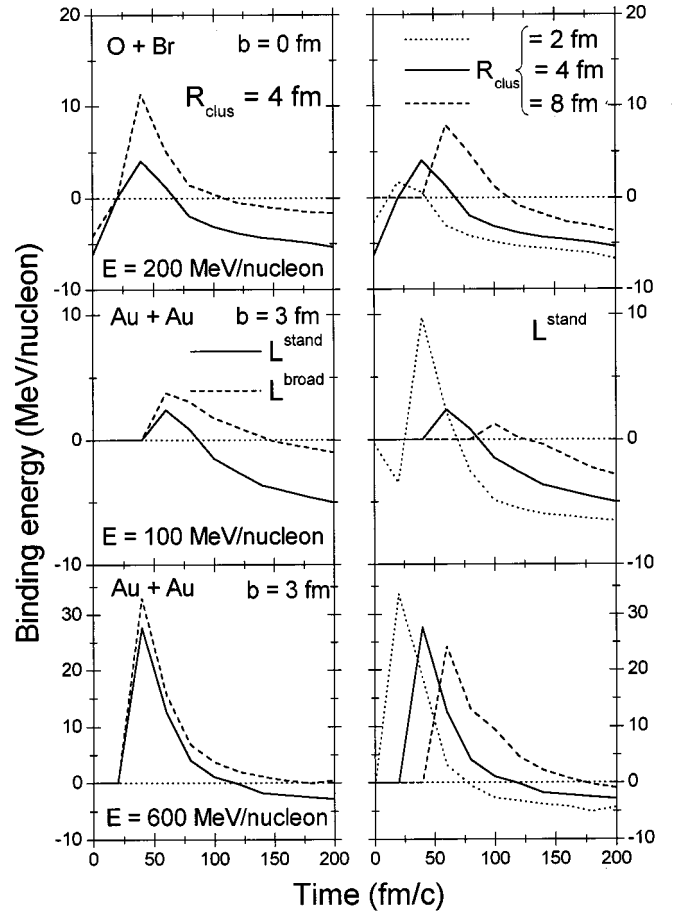 O + Br b = 0 fm
R_clus = 4 fm
E = 200 MeV/nucleon
20
10
0
-10
R_clus
= 2 fm
= 4 fm
= 8 fm
20
10
0
-10
Au + Au b = 3 fm
L^stand
L^broad
E = 100 MeV/nucleon
10
0
-10
L^stand
10
0
-10
Au + Au b = 3 fm
E = 600 MeV/nucleon
30
20
10
0
-10
30
20
10
0
-10
0 50 100 150 200
0 50 100 150 200
Binding energy (MeV/nucleon)
Time (fm/c)